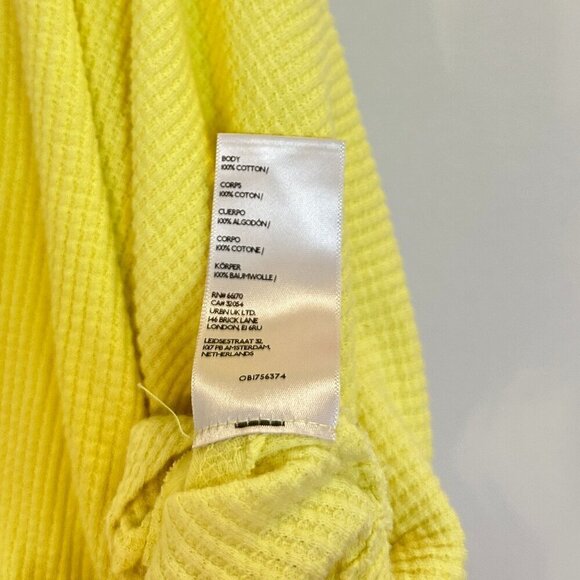 BODY
100% COTTON /
CORPS
100% COTON /
CUERPO
100% ALGODÓN /
CORPO
100% COTONE /
KÖRPER
100% BAUMWOLLE /
RN# 66170
CA# 32054
URBN UK LTD.
146 BRICK LANE
LONDON, E1 6RU
LEIDSESTRAAT 32,
1017 PB AMSTERDAM,
NETHERLANDS
OB1756374